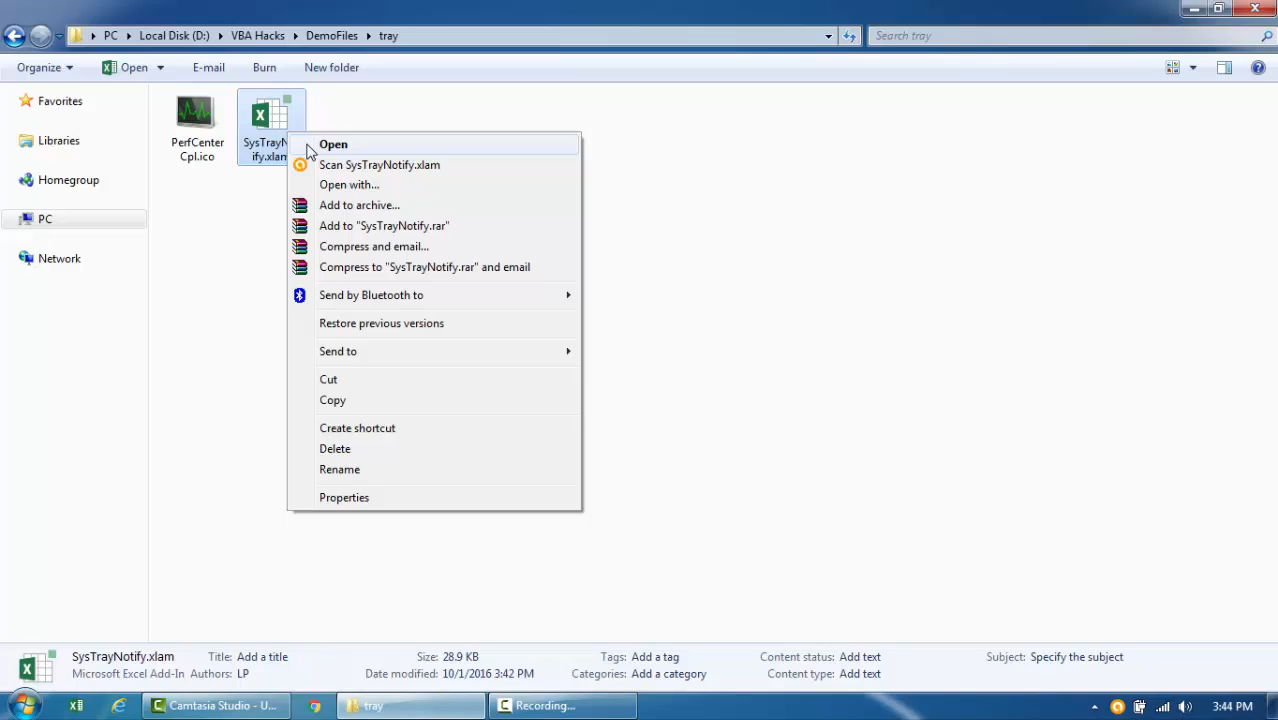 PC Local Disk (D:) VBA Hacks DemoFiles tray Search tray
Organize Open E-mail Burn New folder
Favorites
Libraries
Homegroup
PC
Network
PerfCenter
Cpl.ico
SysTrayNot
ify.xlam
Open
Scan SysTrayNotify.xlam
Open with...
Add to archive...
Add to "SysTrayNotify.rar"
Compress and email...
Compress to "SysTrayNotify.rar" and email
Send by Bluetooth to
Restore previous versions
Send to
Cut
Copy
Create shortcut
Delete
Rename
Properties
SysTrayNotify.xlam Title: Add a title Size: 28.9 KB Tags: Add a tag Content status: Add text Subject: Specify the subject
Microsoft Excel Add-In Authors: LP Date modified: 10/1/2016 3:42 PM Categories: Add a category Content type: Add text
Camtasia Studio - U... tray Recording... 3:44 PM